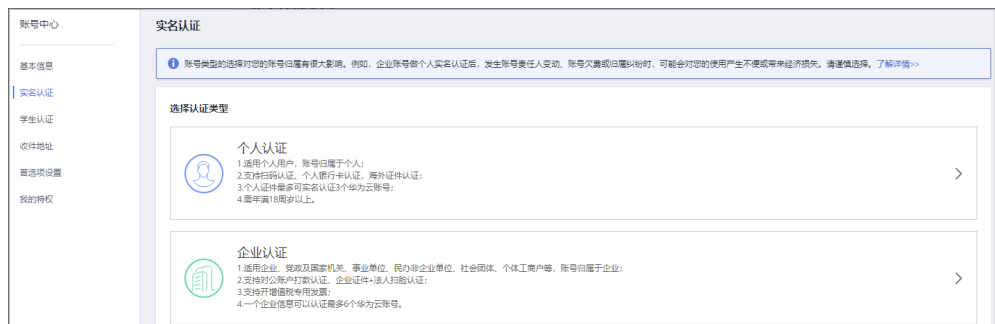 账号中心
基本信息
实名认证
学生认证
收件地址
首选项设置
我的特权
实名认证
账号类型的选择对您的账号归属有很大影响。例如，企业账号做个人实名认证后，发生账号责任人变动、账号欠费或归属纠纷时，可能会对您的使用产生不便或带来经济损失。请谨慎选择。了解详情>>
选择认证类型
个人认证
1.适用个人用户，账号归属于个人；
2.支持扫码认证、个人银行卡认证，海外证件认证；
3.个人证件最多可实名认证3个华为云账号；
4.需年满18周岁以上。
企业认证
1.适用企业、党政及国家机关、事业单位、民办非企业单位、社会团体、个体工商户等，账号归属于企业；
2.支持对公账户打款认证、企业证件+法人扫脸认证；
3.支持开增值税专用发票；
4.一个企业信息可以认证最多6个华为云账号。